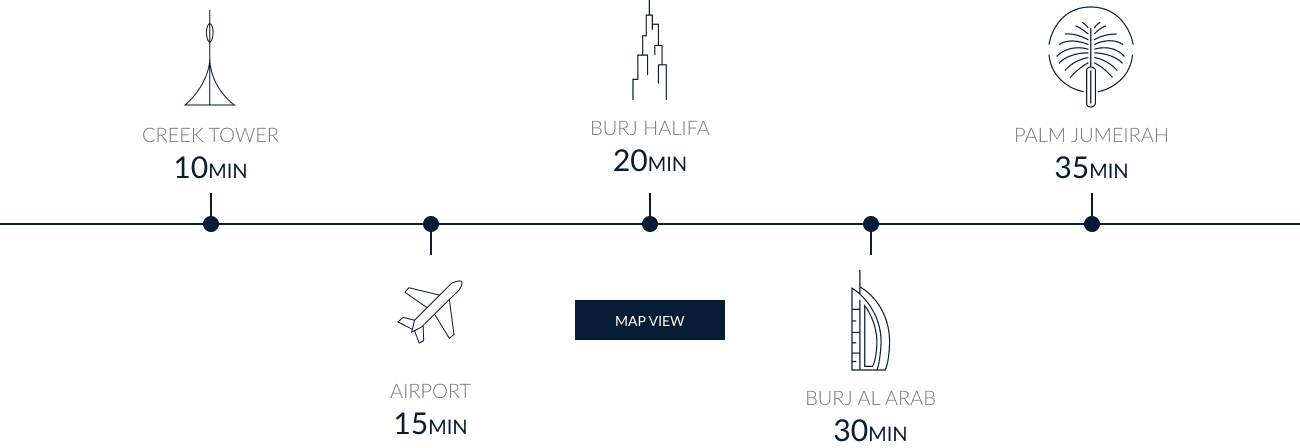 CREEK TOWER
10MIN
BURJ HALIFA
20MIN
PALM JUMEIRAH
35MIN
AIRPORT
15MIN
MAP VIEW
BURJ AL ARAB
30MIN